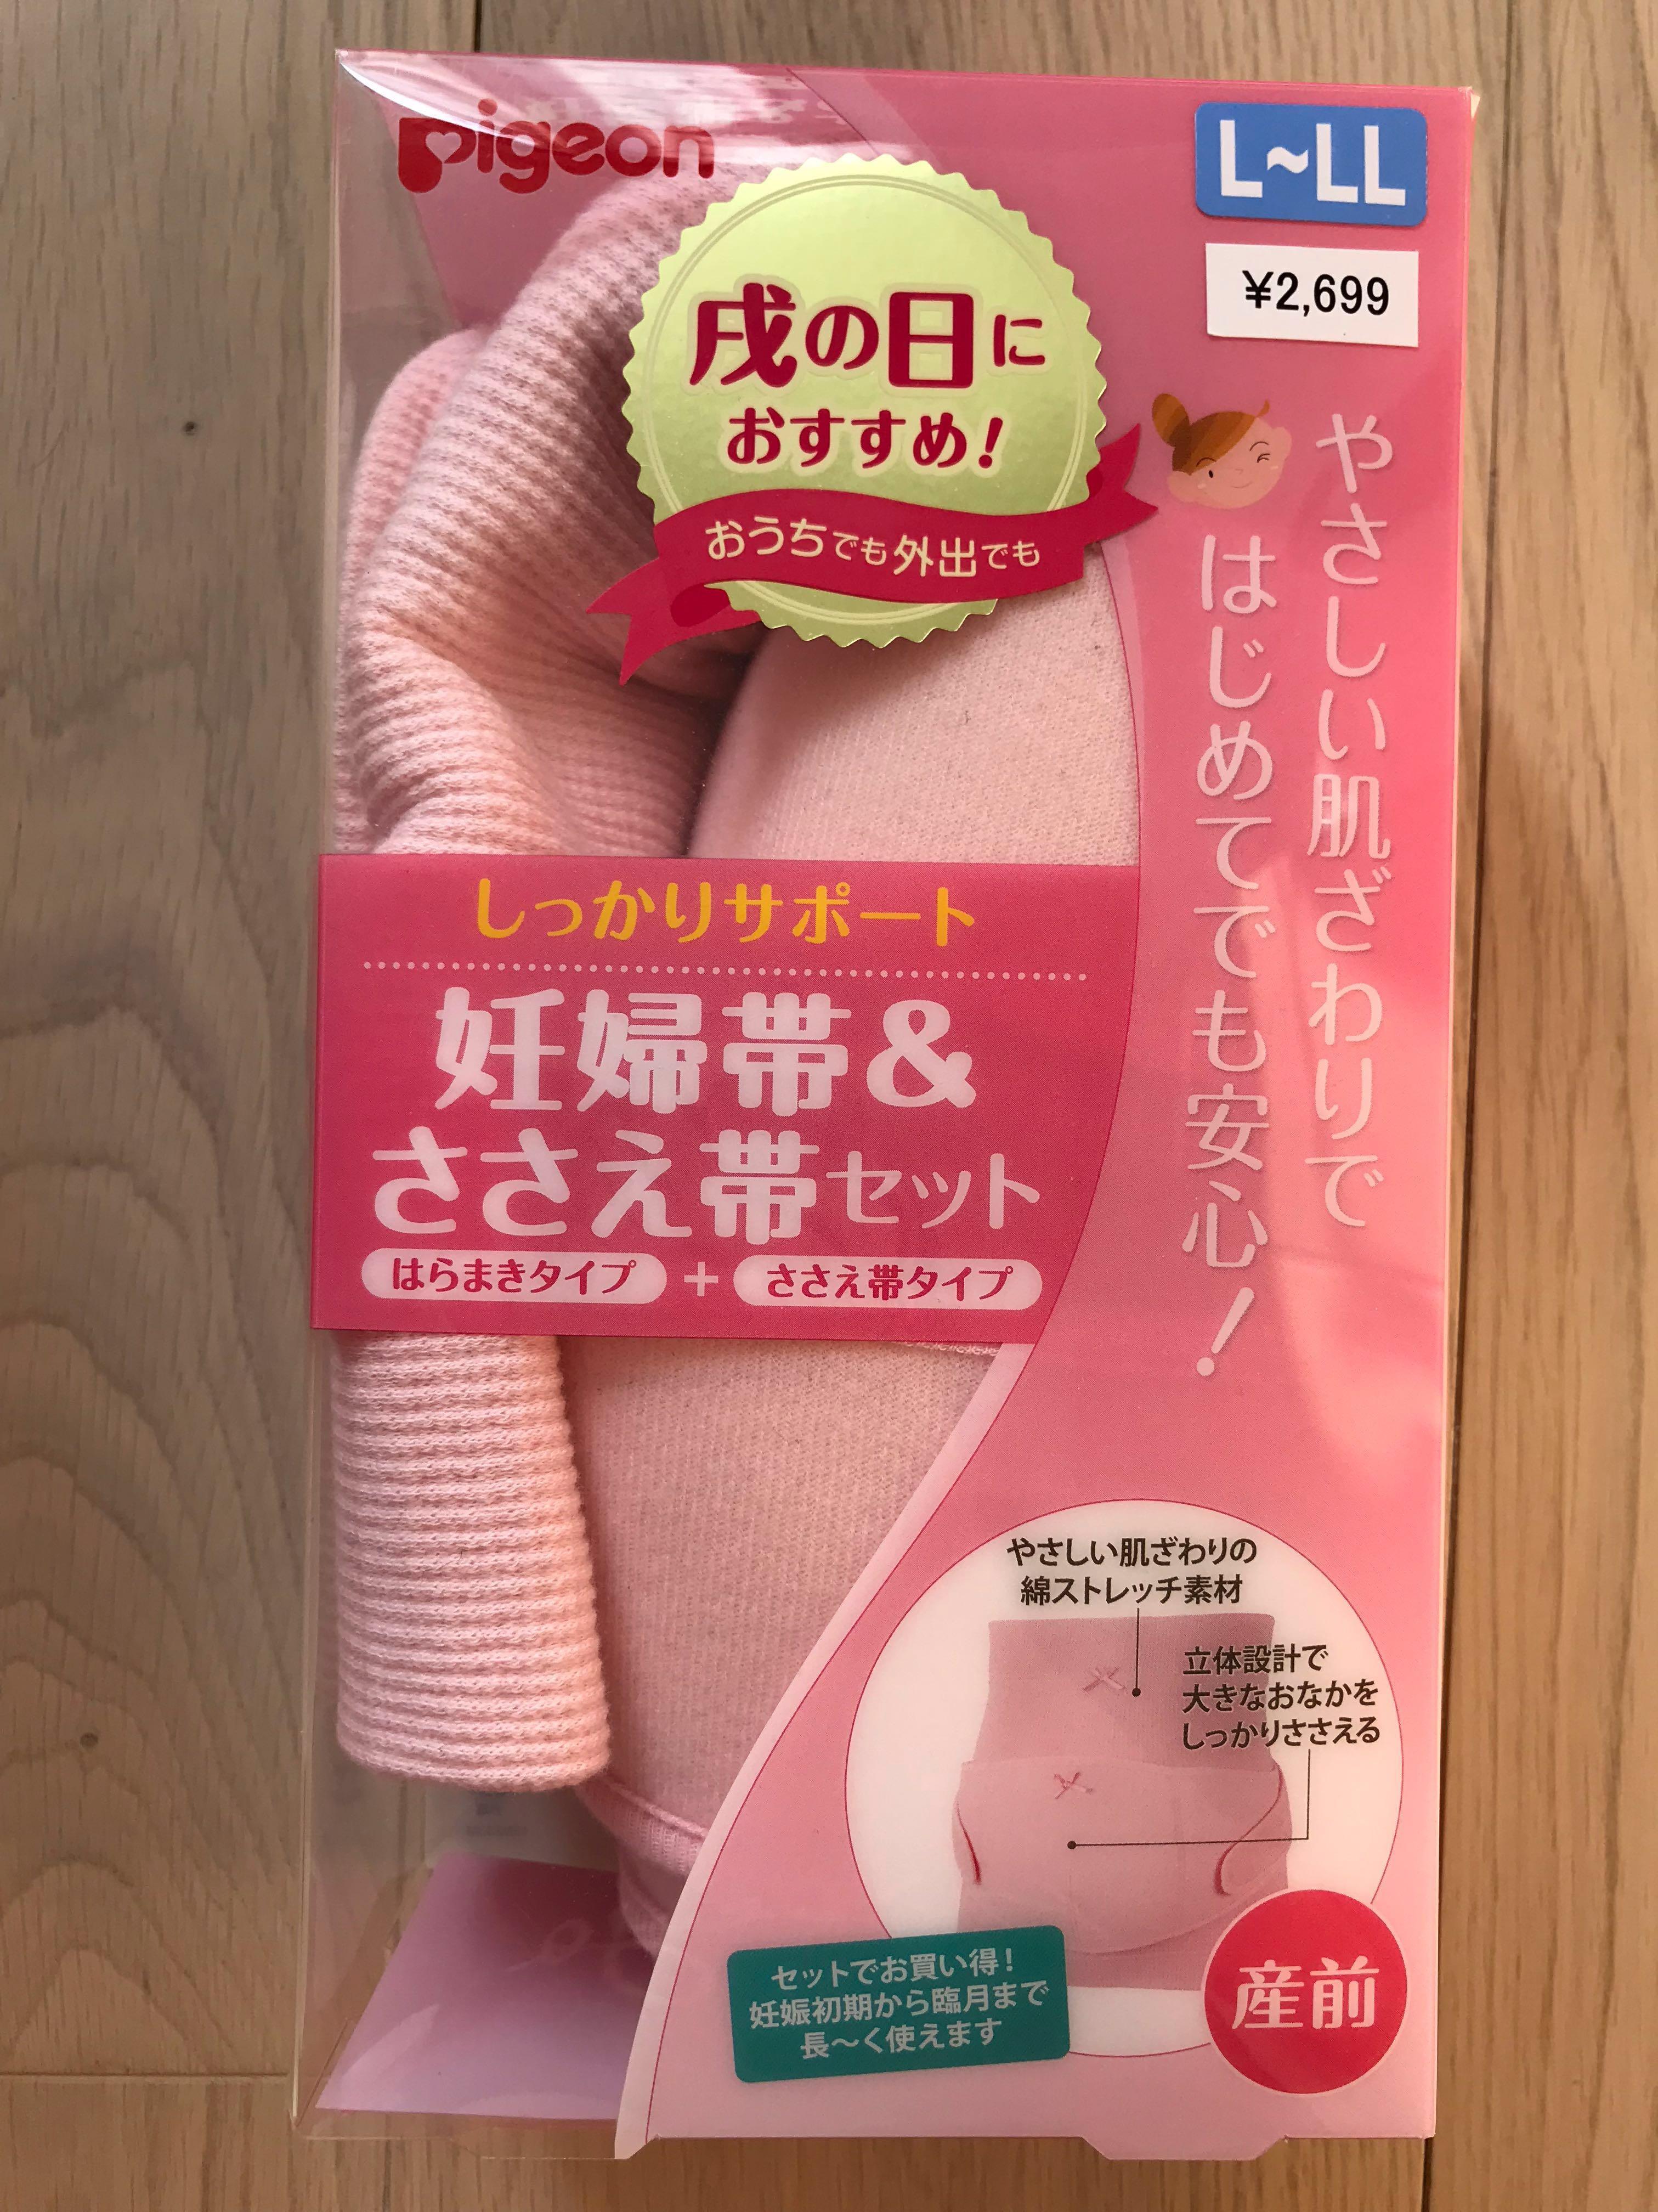 Pigeon
L~LL
¥2,699
戌の日に
おすすめ!
おうちでも外出でも
やさしい肌ざわりで
はじめてでも安心!
しっかりサポート
妊婦帯&
ささえ帯セット
はらまきタイプ + ささえ帯タイプ
やさしい肌ざわりの
綿ストレッチ素材
立体設計で
大きなおなかを
しっかりささえる
セットでお買い得!
妊娠初期から臨月まで
長〜く使えます
産前